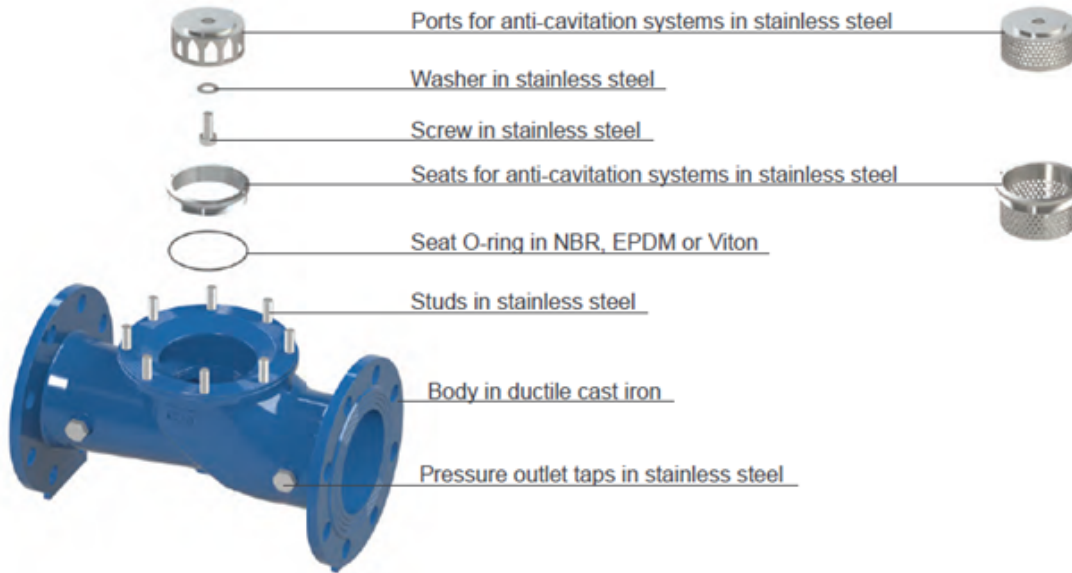 Ports for anti-cavitation systems in stainless steel
Washer in stainless steel
Screw in stainless steel
Seats for anti-cavitation systems in stainless steel
Seat O-ring in NBR, EPDM or Viton
Studs in stainless steel
Body in ductile cast iron
Pressure outlet taps in stainless steel